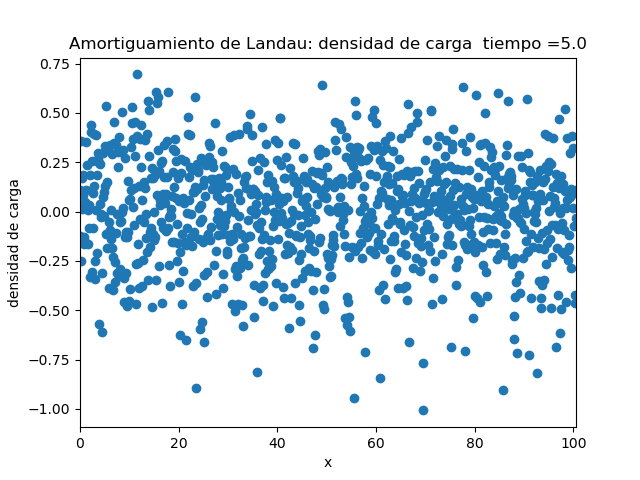 Amortiguamiento de Landau: densidad de carga  tiempo =5.0
0.75
0.50
0.25
0.00
−0.25
−0.50
−0.75
−1.00
densidad de carga
0 20 40 60 80 100
x